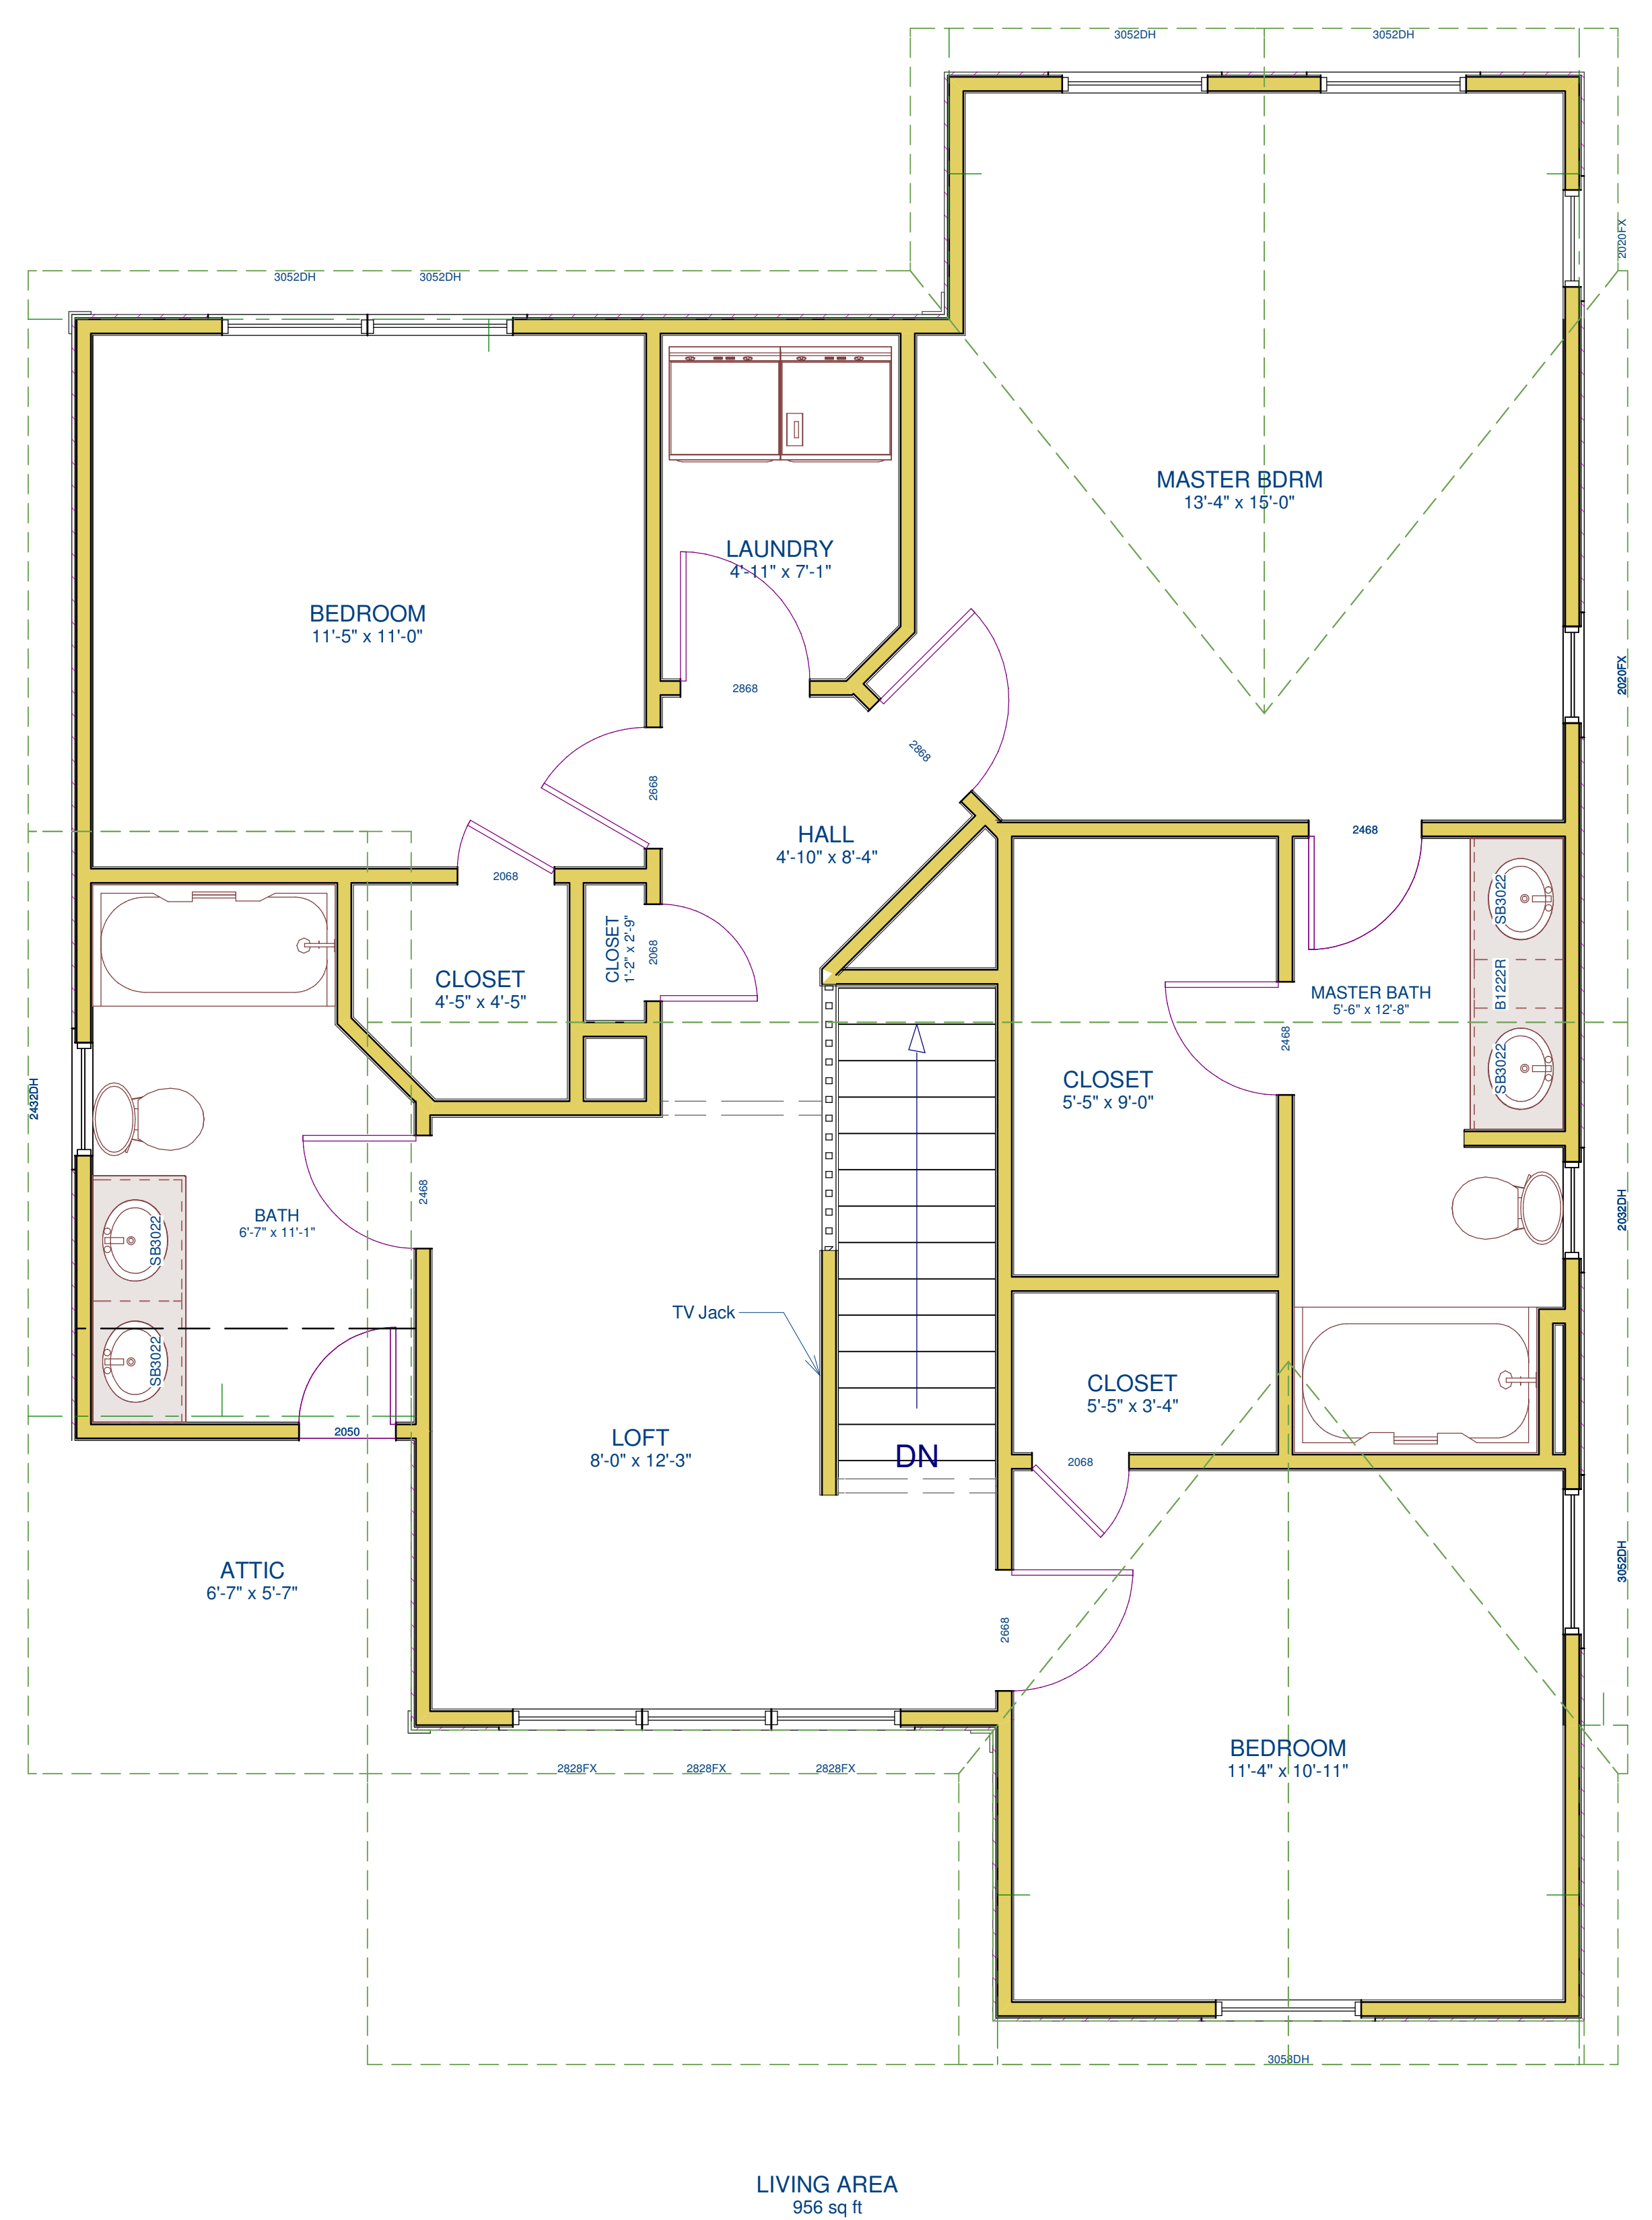 3052DH 3052DH
2020FX
3052DH 3052DH
MASTER BDRM
13'-4" x 15'-0"
LAUNDRY
4'-11" x 7'-1"
BEDROOM
11'-5" x 11'-0"
2020FX
2868
2868
2668
HALL
4'-10" x 8'-4"
2468
2068
SB3022
CLOSET
1'-2" x 2'-9"
2068
CLOSET
4'-5" x 4'-5"
B1222R
MASTER BATH
5'-6" x 12'-8"
2468
SB3022
CLOSET
5'-5" x 9'-0"
2432DH
2468
2032DH
BATH
6'-7" x 11'-1"
SB3022
TV Jack
SB3022
CLOSET
5'-5" x 3'-4"
2050
LOFT
8'-0" x 12'-3"
DN
2068
3052DH
ATTIC
6'-7" x 5'-7"
2668
BEDROOM
11'-4" x 10'-11"
2828FX 2828FX 2828FX
3053DH
LIVING AREA
956 sq ft